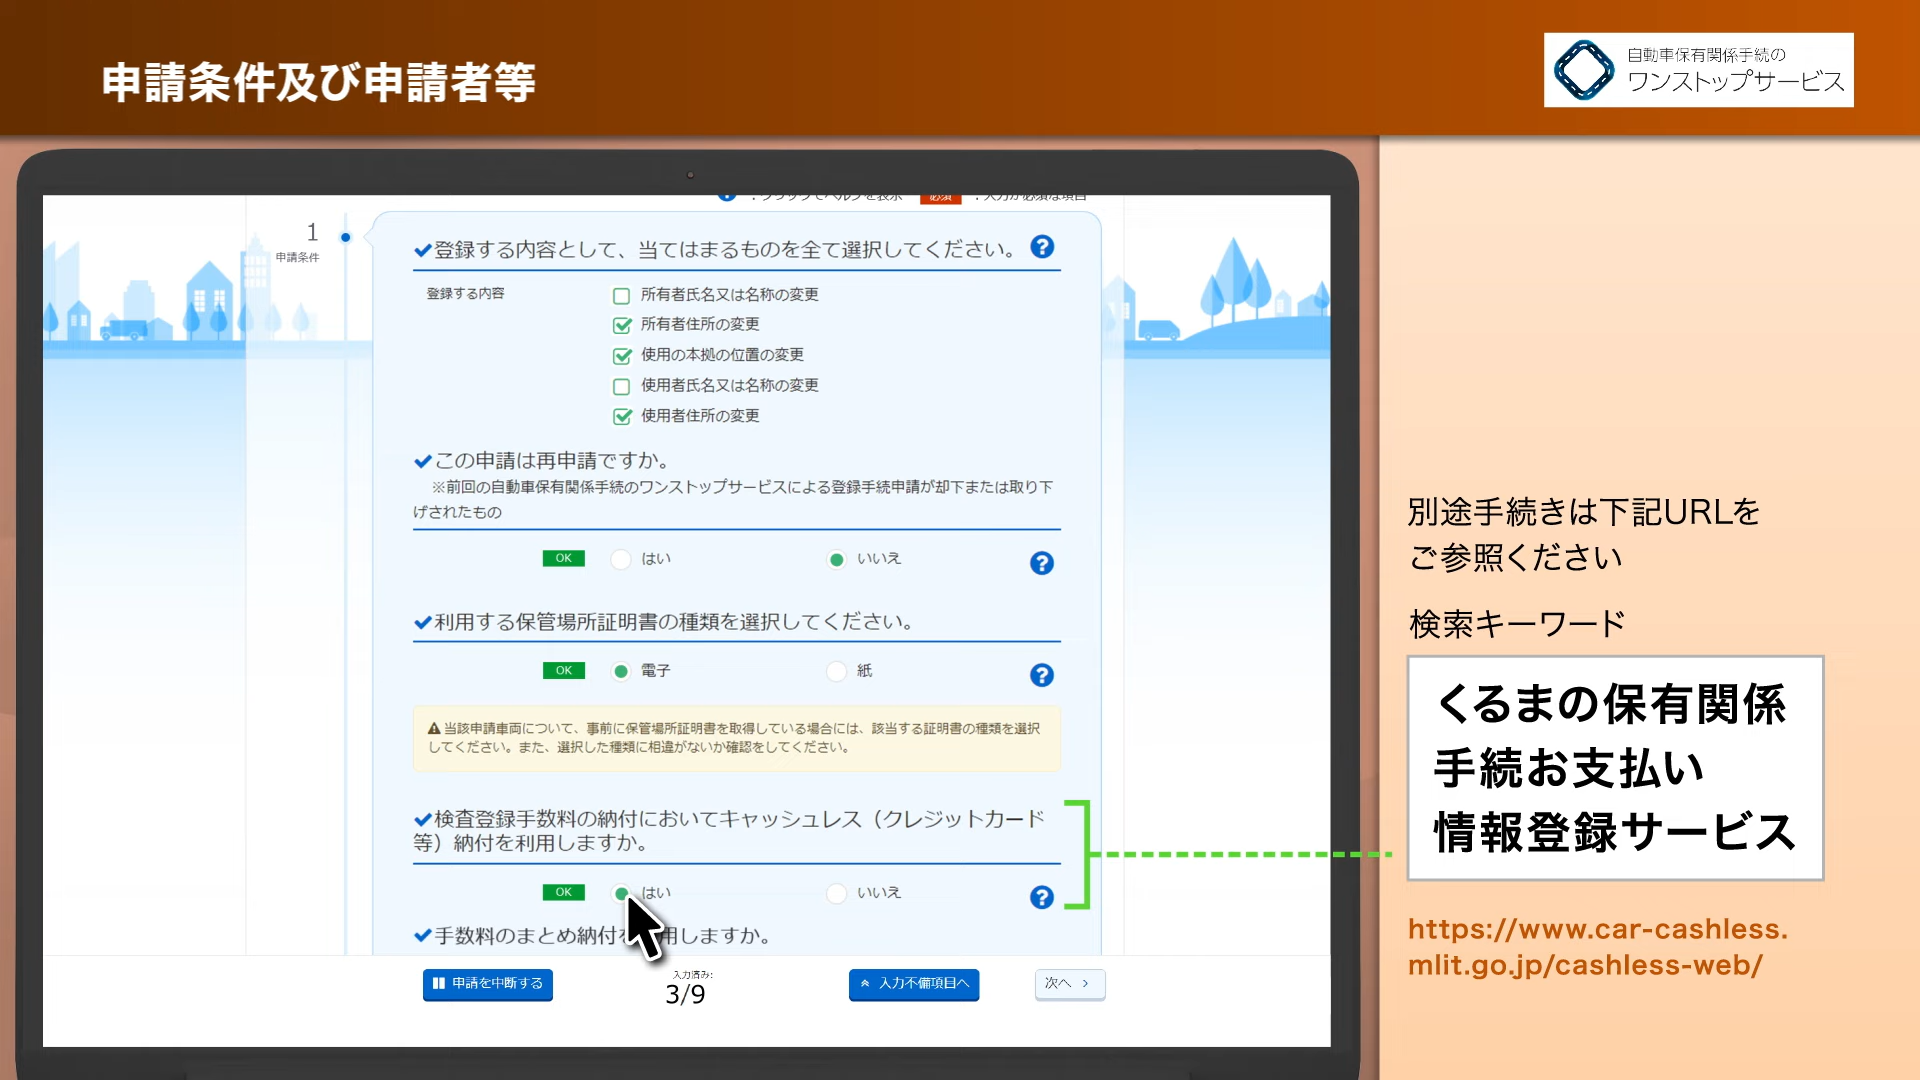 申請条件及び申請者等
自動車保有関係手続の
ワンストップサービス
:クリックでヘルプを表示 必須 :入力が必須な項目
1
申請条件
登録する内容として、当てはまるものを全て選択してください。
登録する内容
所有者氏名又は名称の変更
所有者住所の変更
使用の本拠の位置の変更
使用者氏名又は名称の変更
使用者住所の変更
この申請は再申請ですか。
※前回の自動車保有関係手続のワンストップサービスによる登録手続申請が却下または取り下
げされたもの
OK はい いいえ
利用する保管場所証明書の種類を選択してください。
OK 電子 紙
当該申請車両について、事前に保管場所証明書を取得している場合には、該当する証明書の種類を選択
してください。また、選択した種類に相違がないか確認をしてください。
検査登録手数料の納付においてキャッシュレス（クレジットカード
等）納付を利用しますか。
OK はい いいえ
手数料のまとめ納付を用しますか。
申請を中断する
入力済み:
3/9
入力不備項目へ
次へ
別途手続きは下記URLを
ご参照ください
検索キーワード
くるまの保有関係
手続お支払い
情報登録サービス
https://www.car-cashless.
mlit.go.jp/cashless-web/